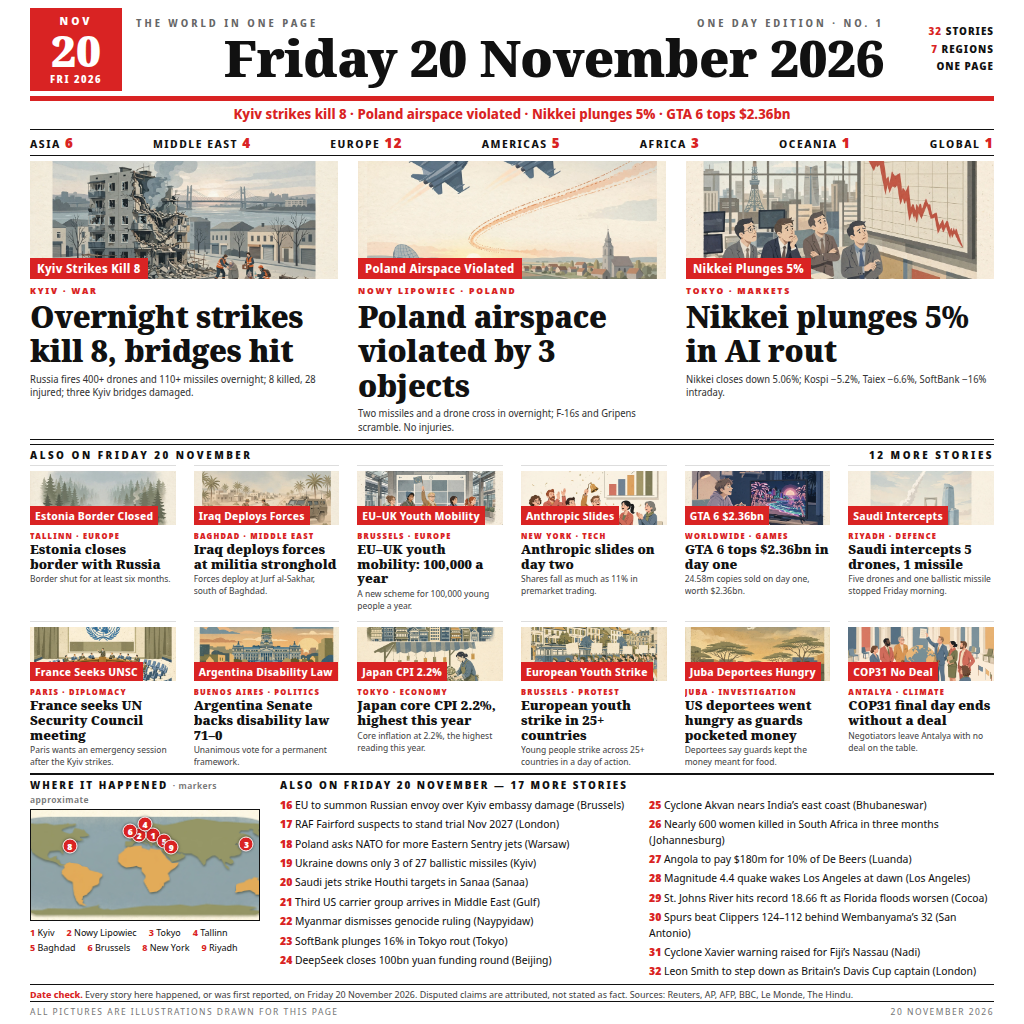 NOV
20
FRI 2026
THE WORLD IN ONE PAGE
ONE DAY EDITION · NO. 1
Friday 20 November 2026
32 STORIES
7 REGIONS
ONE PAGE
Kyiv strikes kill 8 · Poland airspace violated · Nikkei plunges 5% · GTA 6 tops $2.36bn
ASIA 6 MIDDLE EAST 4 EUROPE 12 AMERICAS 5 AFRICA 3 OCEANIA 1 GLOBAL 1
Kyiv Strikes Kill 8
KYIV · WAR
Overnight strikes
kill 8, bridges hit
Russia fires 400+ drones and 110+ missiles overnight; 8 killed, 28
injured; three Kyiv bridges damaged.
Poland Airspace Violated
NOWY LIPOWIEC · POLAND
Poland airspace
violated by 3
objects
Two missiles and a drone cross in overnight; F-16s and Gripens
scramble. No injuries.
Nikkei Plunges 5%
TOKYO · MARKETS
Nikkei plunges 5%
in AI rout
Nikkei closes down 5.06%; Kospi −5.2%, Taiex −6.6%, SoftBank −16%
intraday.
ALSO ON FRIDAY 20 NOVEMBER
12 MORE STORIES
Estonia Border Closed
TALLINN · EUROPE
Estonia closes
border with Russia
Border shut for at least six months.
Iraq Deploys Forces
BAGHDAD · MIDDLE EAST
Iraq deploys forces
at militia stronghold
Forces deploy at Jurf al-Sakhar,
south of Baghdad.
EU–UK Youth Mobility
BRUSSELS · EUROPE
EU–UK youth
mobility: 100,000 a
year
A new scheme for 100,000 young
people a year.
Anthropic Slides
NEW YORK · TECH
Anthropic slides on
day two
Shares fall as much as 11% in
premarket trading.
GTA 6 $2.36bn
WORLDWIDE · GAMES
GTA 6 tops $2.36bn in
day one
24.58m copies sold on day one,
worth $2.36bn.
Saudi Intercepts
RIYADH · DEFENCE
Saudi intercepts 5
drones, 1 missile
Five drones and one ballistic missile
stopped Friday morning.
France Seeks UNSC
PARIS · DIPLOMACY
France seeks UN
Security Council
meeting
Paris wants an emergency session
after the Kyiv strikes.
Argentina Disability Law
BUENOS AIRES · POLITICS
Argentina Senate
backs disability law
71–0
Unanimous vote for a permanent
framework.
Japan CPI 2.2%
TOKYO · ECONOMY
Japan core CPI 2.2%,
highest this year
Core inflation at 2.2%, the highest
reading this year.
European Youth Strike
BRUSSELS · PROTEST
European youth
strike in 25+
countries
Young people strike across 25+
countries in a day of action.
Juba Deportees Hungry
JUBA · INVESTIGATION
US deportees went
hungry as guards
pocketed money
Deportees say guards kept the
money meant for food.
COP31 No Deal
ANTALYA · CLIMATE
COP31 final day ends
without a deal
Negotiators leave Antalya with no
deal on the table.
WHERE IT HAPPENED · markers
approximate
8
6
4
2
1
5
9
3
1 Kyiv 2 Nowy Lipowiec 3 Tokyo 4 Tallinn
5 Baghdad 6 Brussels 8 New York 9 Riyadh
ALSO ON FRIDAY 20 NOVEMBER — 17 MORE STORIES
16 EU to summon Russian envoy over Kyiv embassy damage (Brussels)
17 RAF Fairford suspects to stand trial Nov 2027 (London)
18 Poland asks NATO for more Eastern Sentry jets (Warsaw)
19 Ukraine downs only 3 of 27 ballistic missiles (Kyiv)
20 Saudi jets strike Houthi targets in Sanaa (Sanaa)
21 Third US carrier group arrives in Middle East (Gulf)
22 Myanmar dismisses genocide ruling (Naypyidaw)
23 SoftBank plunges 16% in Tokyo rout (Tokyo)
24 DeepSeek closes 100bn yuan funding round (Beijing)
25 Cyclone Akvan nears India’s east coast (Bhubaneswar)
26 Nearly 600 women killed in South Africa in three months
(Johannesburg)
27 Angola to pay $180m for 10% of De Beers (Luanda)
28 Magnitude 4.4 quake wakes Los Angeles at dawn (Los Angeles)
29 St. Johns River hits record 18.66 ft as Florida floods worsen (Cocoa)
30 Spurs beat Clippers 124–112 behind Wembanyama’s 32 (San
Antonio)
31 Cyclone Xavier warning raised for Fiji’s Nassau (Nadi)
32 Leon Smith to step down as Britain’s Davis Cup captain (London)
Date check. Every story here happened, or was first reported, on Friday 20 November 2026. Disputed claims are attributed, not stated as fact. Sources: Reuters, AP, AFP, BBC, Le Monde, The Hindu.
ALL PICTURES ARE ILLUSTRATIONS DRAWN FOR THIS PAGE
20 NOVEMBER 2026